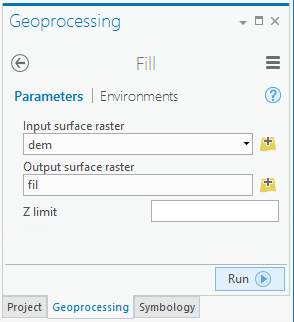 Geoprocessing
Fill
Parameters | Environments
Input surface raster
dem
Output surface raster
fil
Z limit
Run
Project Geoprocessing Symbology